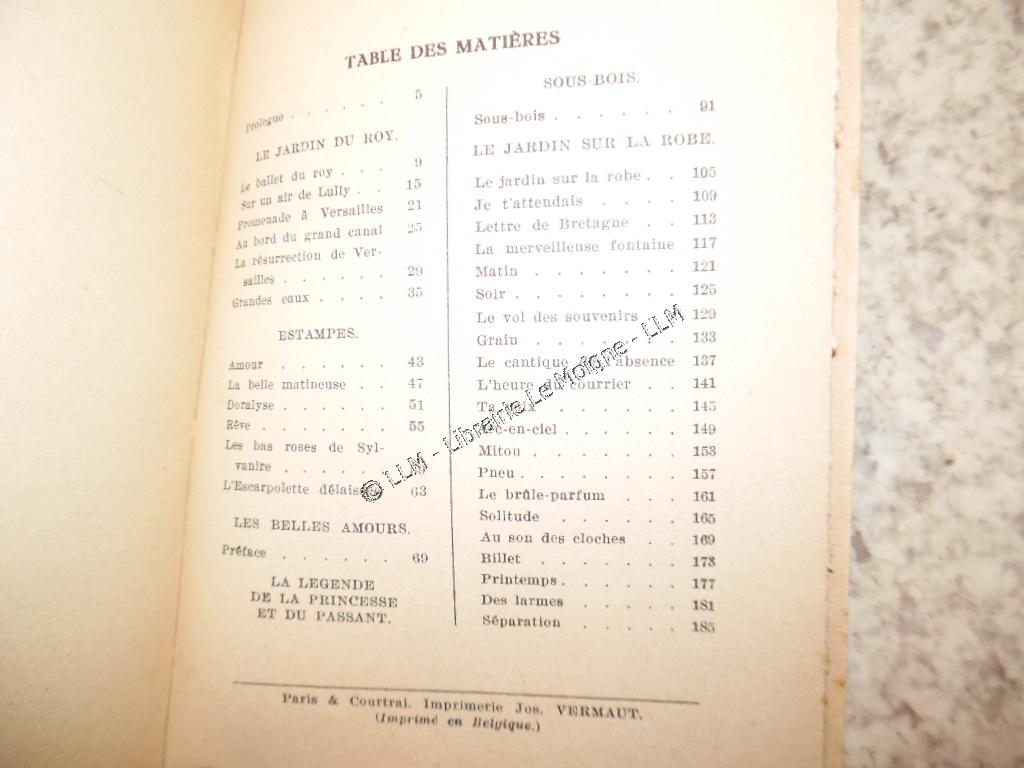 TABLE DES MATIÈRES
Prologue . . . . . 5
LE JARDIN DU ROY.
Le ballet du roy . . . 9
Sur un air de Lully . . 15
Promenade à Versailles 21
Au bord du grand canal 25
La résurrection de Ver-
sailles . . . . . . 29
Grandes eaux . . . . 35
ESTAMPES.
Amour . . . . . . 43
La belle matineuse . . 47
Doralyse . . . . . . 51
Rêve . . . . . . . 55
Les bas roses de Syl-
vanire . . . . .
L'Escarpolette 63
LES BELLES AMOURS.
Préface . . . . . . 69
LA LEGENDE
DE LA PRINCESSE
ET DU PASSANT.
SOUS-BOIS.
Sous-bois . . . . . . 91
LE JARDIN SUR LA ROBE.
Le jardin sur la robe . . 105
Je t'attendais . . . . 109
Lettre de Bretagne . . 113
La merveilleuse fontaine 117
Matin . . . . . . . 121
Soir . . . . . . . . 125
Le vol des souvenirs . 129
Grain . . . . . . . 133
Le cantique l'absence 137
L'heure du courrier . . 141
Ta 145
. . . . . 149
Mitou . . . . . . . 153
Pneu . . . . . . . 157
Le brûle-parfum . . . 161
Solitude . . . . . . 165
Au son des cloches . . 169
Billet . . . . . . . 173
Printemps . . . . . . 177
Des larmes . . . . . 181
Séparation . . . . . 185
Paris & Courtrai. Imprimerie Jos. VERMAUT.
(Imprimé en Belgique.)
© LLM - Librairie Le Moigne - LLM